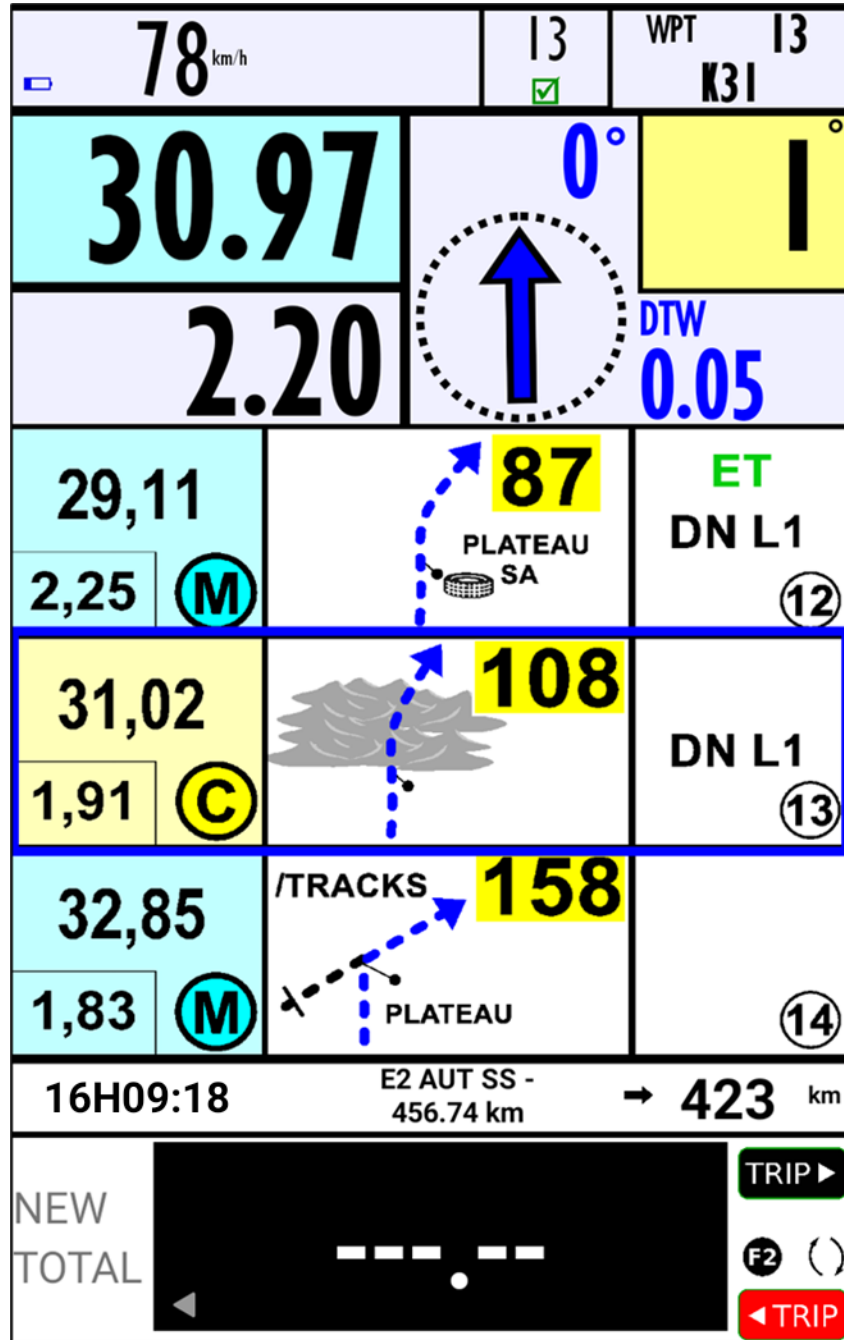 78 km/h
13
WPT 13
K31
30.97
0°
1°
2.20
DTW
0.05
29,11
2,25 M
87
PLATEAU
SA
ET
DN L1
12
31,02
1,91 C
108
DN L1
13
32,85
1,83 M
/TRACKS
158
PLATEAU
14
16H09:18
E2 AUT SS -
456.74 km
➞ 423 km
NEW
TOTAL
---.--
TRIP ▶
F2
◀ TRIP